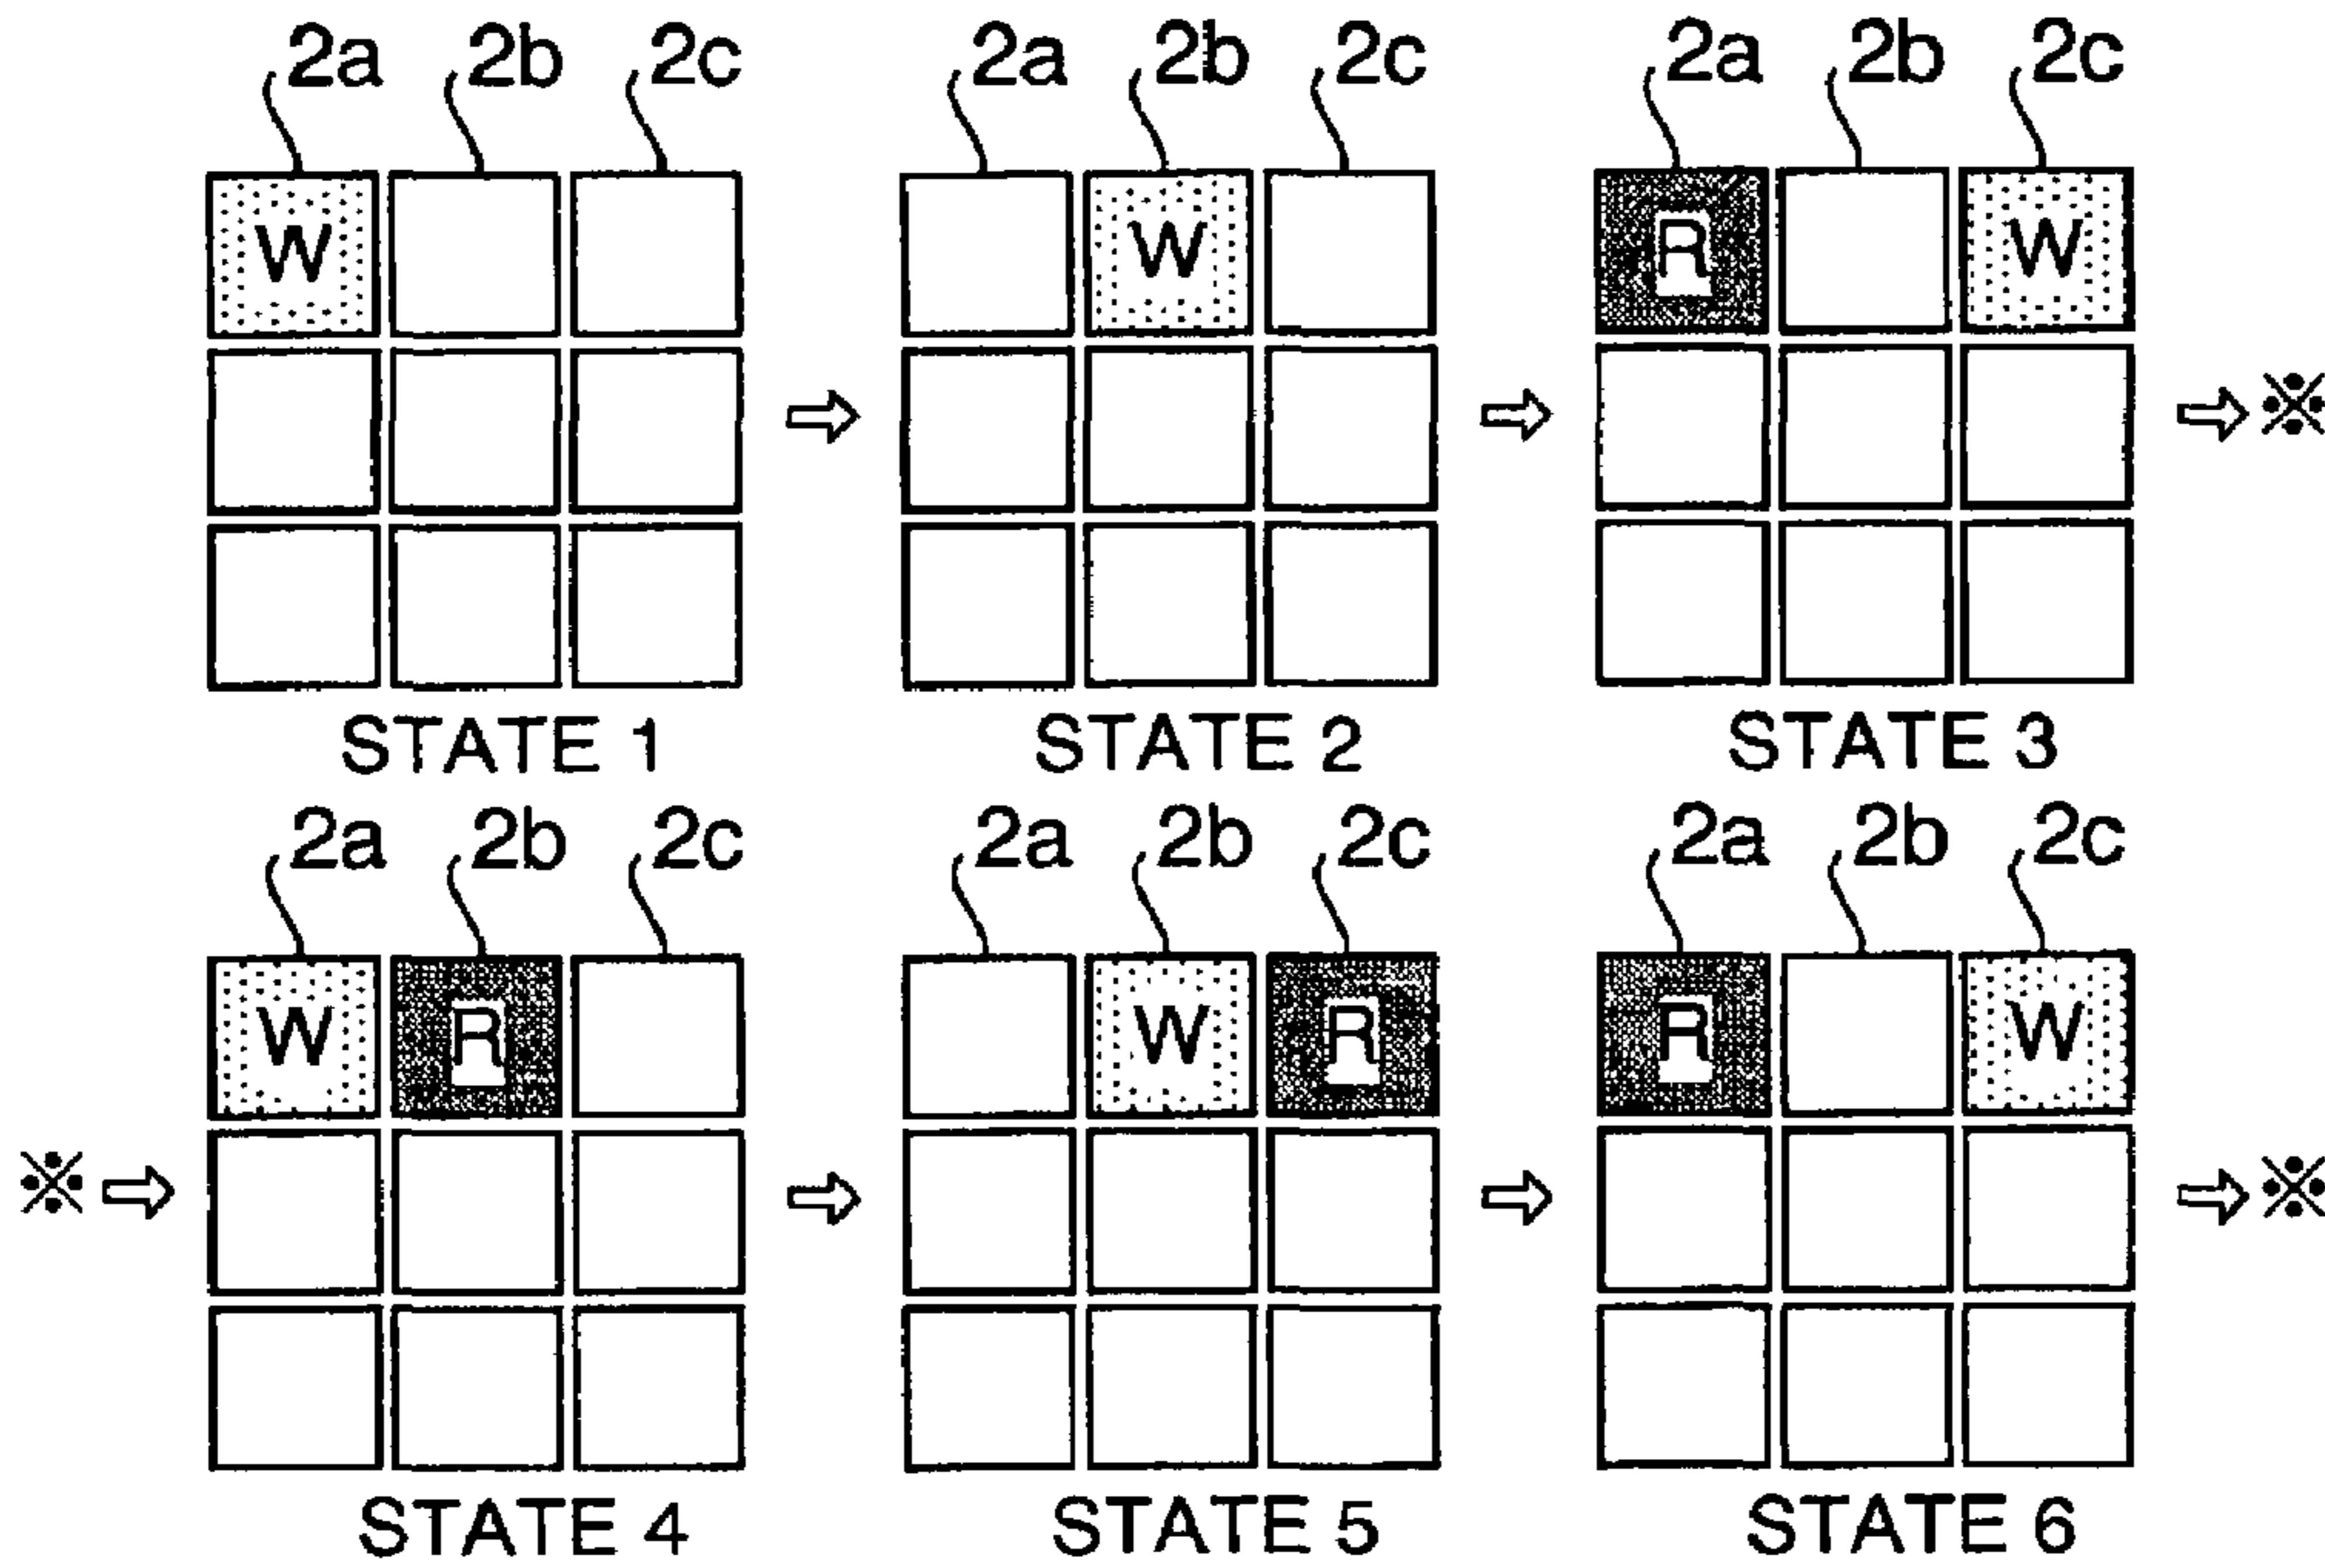 2a 2b 2c 2a 2b 2c 2a 2b 2c
W W R W
※
STATE 1 STATE 2 STATE 3
2a 2b 2c 2a 2b 2c 2a 2b 2c
W R W R R W
※ ※
STATE 4 STATE 5 STATE 6